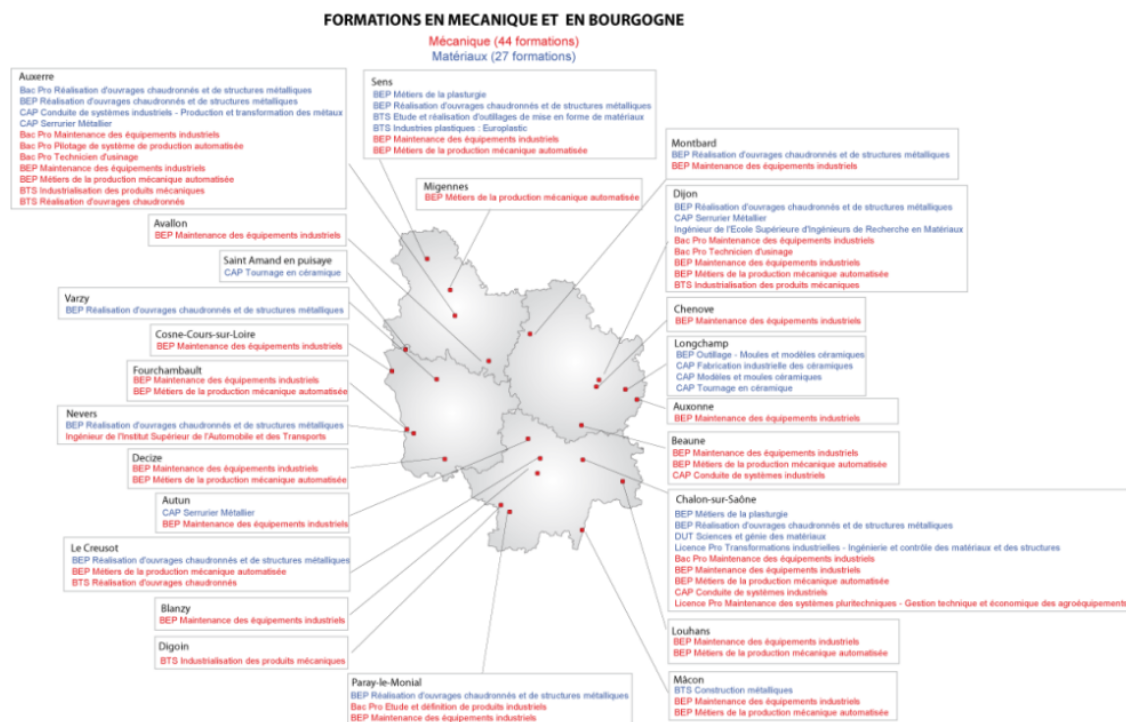 FORMATIONS EN MECANIQUE ET EN BOURGOGNE
Mécanique (44 formations)
Matériaux (27 formations)
Auxerre
Bac Pro Réalisation d'ouvrages chaudronnés et de structures métalliques
BEP Réalisation d'ouvrages chaudronnés et de structures métalliques
CAP Conduite de systèmes industriels - Production et transformation des métaux
CAP Serrurier Métallier
Bac Pro Maintenance des équipements industriels
Bac Pro Pilotage de système de production automatisée
Bac Pro Technicien d'usinage
BEP Maintenance des équipements industriels
BEP Métiers de la production mécanique automatisée
BTS Industrialisation des produits mécaniques
BTS Réalisation d'ouvrages chaudronnés
Sens
BEP Métiers de la plasturgie
BEP Réalisation d'ouvrages chaudronnés et de structures métalliques
BTS Etude et réalisation d'outillages de mise en forme de matériaux
BTS Industries plastiques : Europlastic
BEP Maintenance des équipements industriels
BEP Métiers de la production mécanique automatisée
Migennes
BEP Métiers de la production mécanique automatisée
Montbard
BEP Réalisation d'ouvrages chaudronnés et de structures métalliques
BEP Maintenance des équipements industriels
Dijon
BEP Réalisation d'ouvrages chaudronnés et de structures métalliques
CAP Serrurier Métallier
Ingénieur de l'Ecole Supérieure d'Ingénieurs de Recherche en Matériaux
Bac Pro Maintenance des équipements industriels
Bac Pro Technicien d'usinage
BEP Maintenance des équipements industriels
BEP Métiers de la production mécanique automatisée
BTS Industrialisation des produits mécaniques
Avallon
BEP Maintenance des équipements industriels
Saint Amand en puisaye
CAP Tournage en céramique
Varzy
BEP Réalisation d'ouvrages chaudronnés et de structures métalliques
Cosne-Cours-sur-Loire
BEP Maintenance des équipements industriels
Fourchambault
BEP Maintenance des équipements industriels
BEP Métiers de la production mécanique automatisée
Nevers
BEP Réalisation d'ouvrages chaudronnés et de structures métalliques
Ingénieur de l'Institut Supérieur de l'Automobile et des Transports
Decize
BEP Maintenance des équipements industriels
BEP Métiers de la production mécanique automatisée
Autun
CAP Serrurier Métallier
BEP Maintenance des équipements industriels
Le Creusot
BEP Réalisation d'ouvrages chaudronnés et de structures métalliques
BEP Métiers de la production mécanique automatisée
BTS Réalisation d'ouvrages chaudronnés
Blanzy
BEP Maintenance des équipements industriels
Digoin
BTS Industrialisation des produits mécaniques
Paray-le-Monial
BEP Réalisation d'ouvrages chaudronnés et de structures métalliques
Bac Pro Etude et définition de produits industriels
BEP Maintenance des équipements industriels
Chenove
BEP Maintenance des équipements industriels
Longchamp
BEP Outillage - Moules et modèles céramiques
CAP Fabrication industrielle des céramiques
CAP Modèles et moules céramiques
CAP Tournage en céramique
Auxonne
BEP Maintenance des équipements industriels
Beaune
BEP Maintenance des équipements industriels
BEP Métiers de la production mécanique automatisée
CAP Conduite de systèmes industriels
Chalon-sur-Saône
BEP Métiers de la plasturgie
BEP Réalisation d'ouvrages chaudronnés et de structures métalliques
DUT Sciences et génie des matériaux
Licence Pro Transformations industrielles - Ingénierie et contrôle des matériaux et des structures
Bac Pro Maintenance des équipements industriels
BEP Maintenance des équipements industriels
BEP Métiers de la production mécanique automatisée
CAP Conduite de systèmes industriels
Licence Pro Maintenance des systèmes pluritechniques - Gestion technique et économique des agroéquipements
Louhans
BEP Maintenance des équipements industriels
BEP Métiers de la production mécanique automatisée
Mâcon
BTS Construction métalliques
BEP Maintenance des équipements industriels
BEP Métiers de la production mécanique automatisée